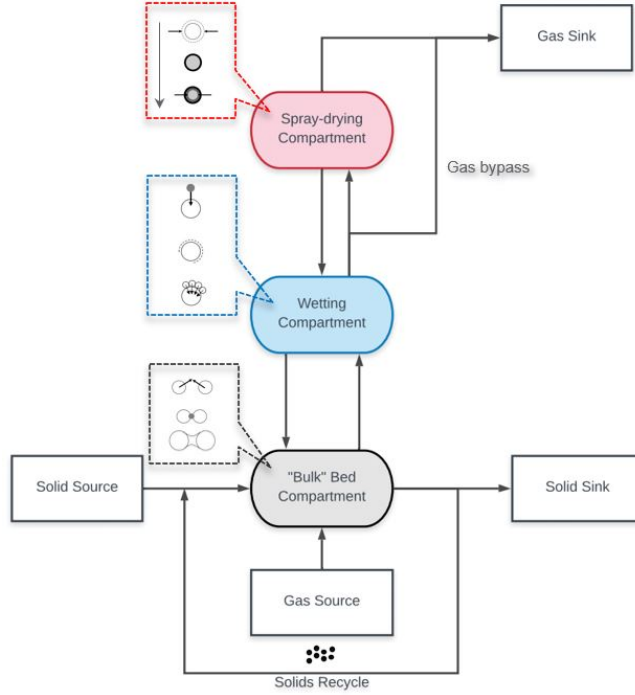 Gas Sink
Spray-drying
Compartment
Gas bypass
Wetting
Compartment
Solid Source
"Bulk" Bed
Compartment
Solid Sink
Gas Source
Solids Recycle